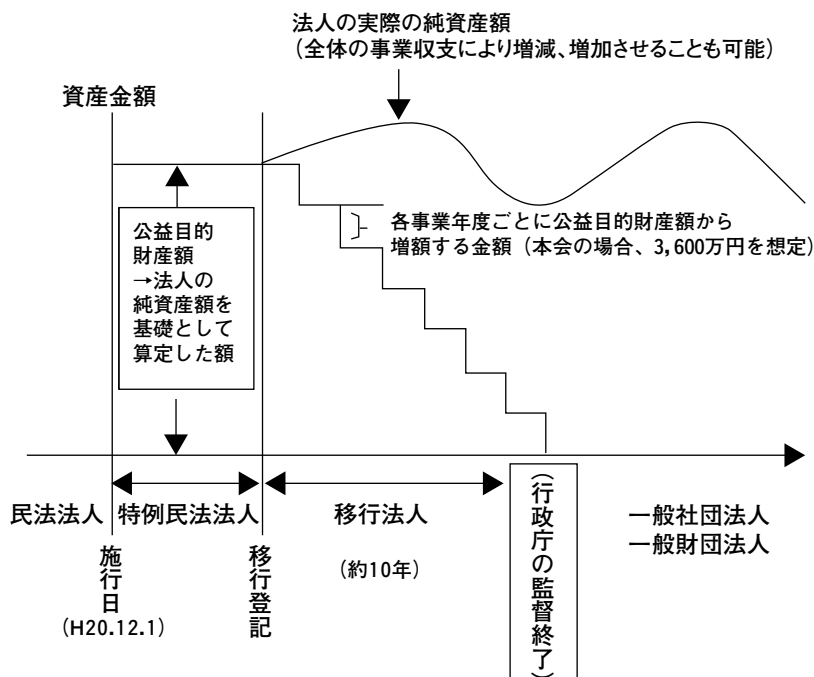 法人の実際の純資産額
（全体の事業収支により増減、増加させることも可能）
資産金額
公益目的
財産額
→法人の
純資産額を
基礎として
算定した額
各事業年度ごとに公益目的財産額から
増額する金額（本会の場合、3,600万円を想定）
民法法人
特例民法法人
移行法人
（約10年）
一般社団法人
一般財団法人
施行日
（H20.12.1）
移行登記
（行政庁の監督終了）